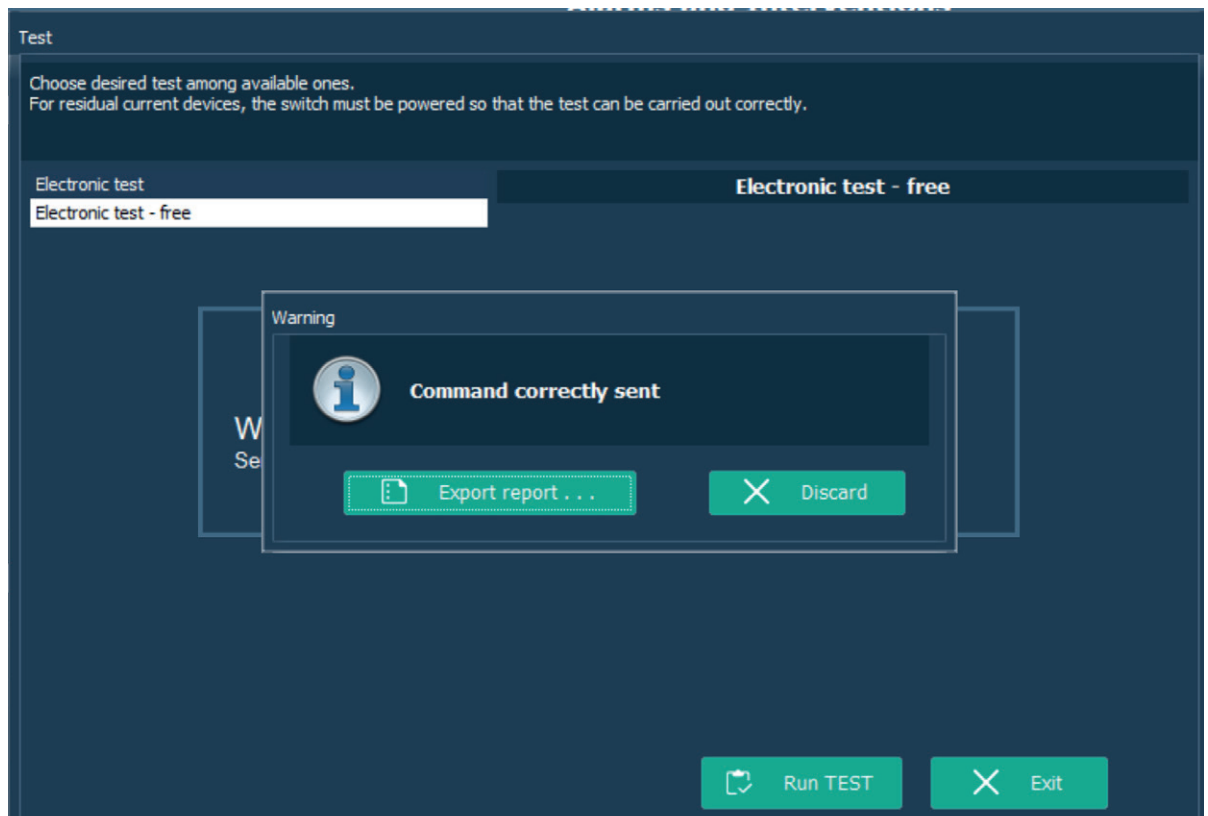 Test
Choose desired test among available ones.
For residual current devices, the switch must be powered so that the test can be carried out correctly.
Electronic test
Electronic test - free
Electronic test - free
Warning
Command correctly sent
Export report . . .
Discard
Run TEST
Exit